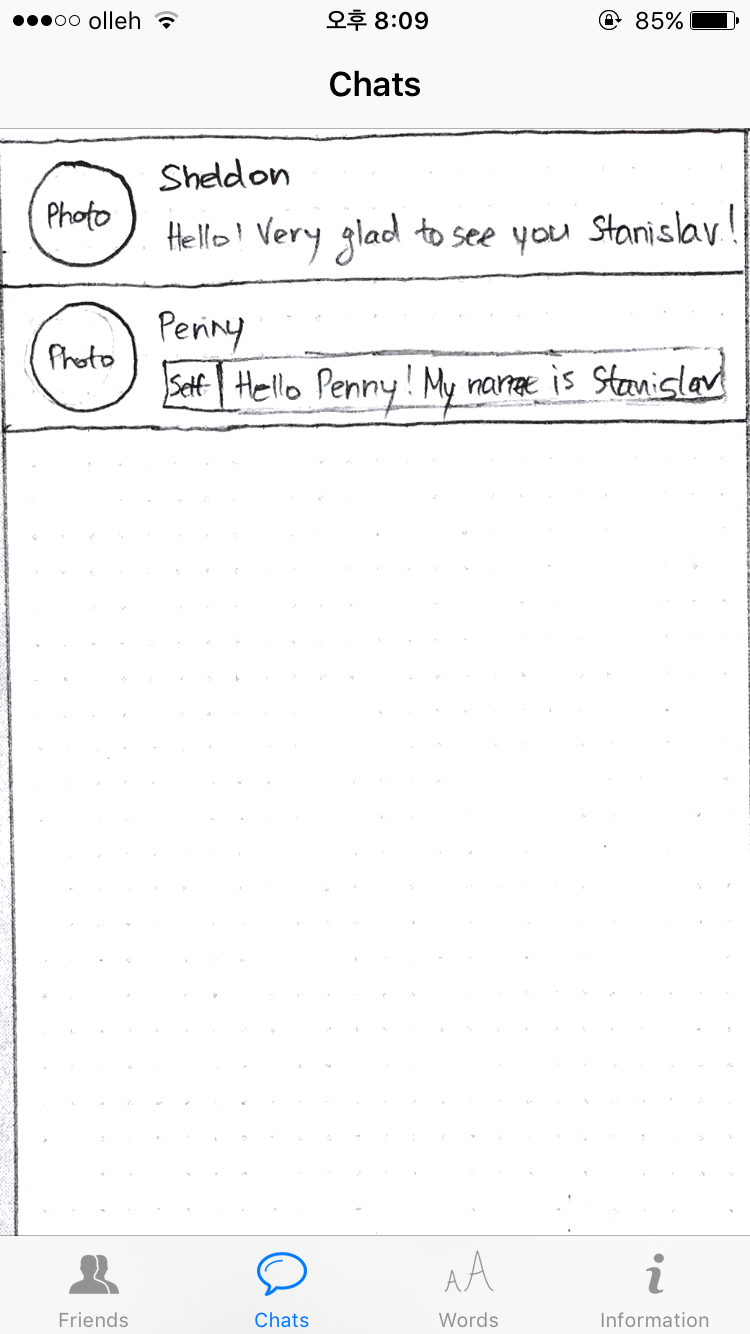 olleh 오후 8:09 85%
Chats
Photo
Sheldon
Hello! Very glad to see you Stanislav!
Photo
Penny
Self Hello Penny! My name is Stanislav
Friends Chats Words Information